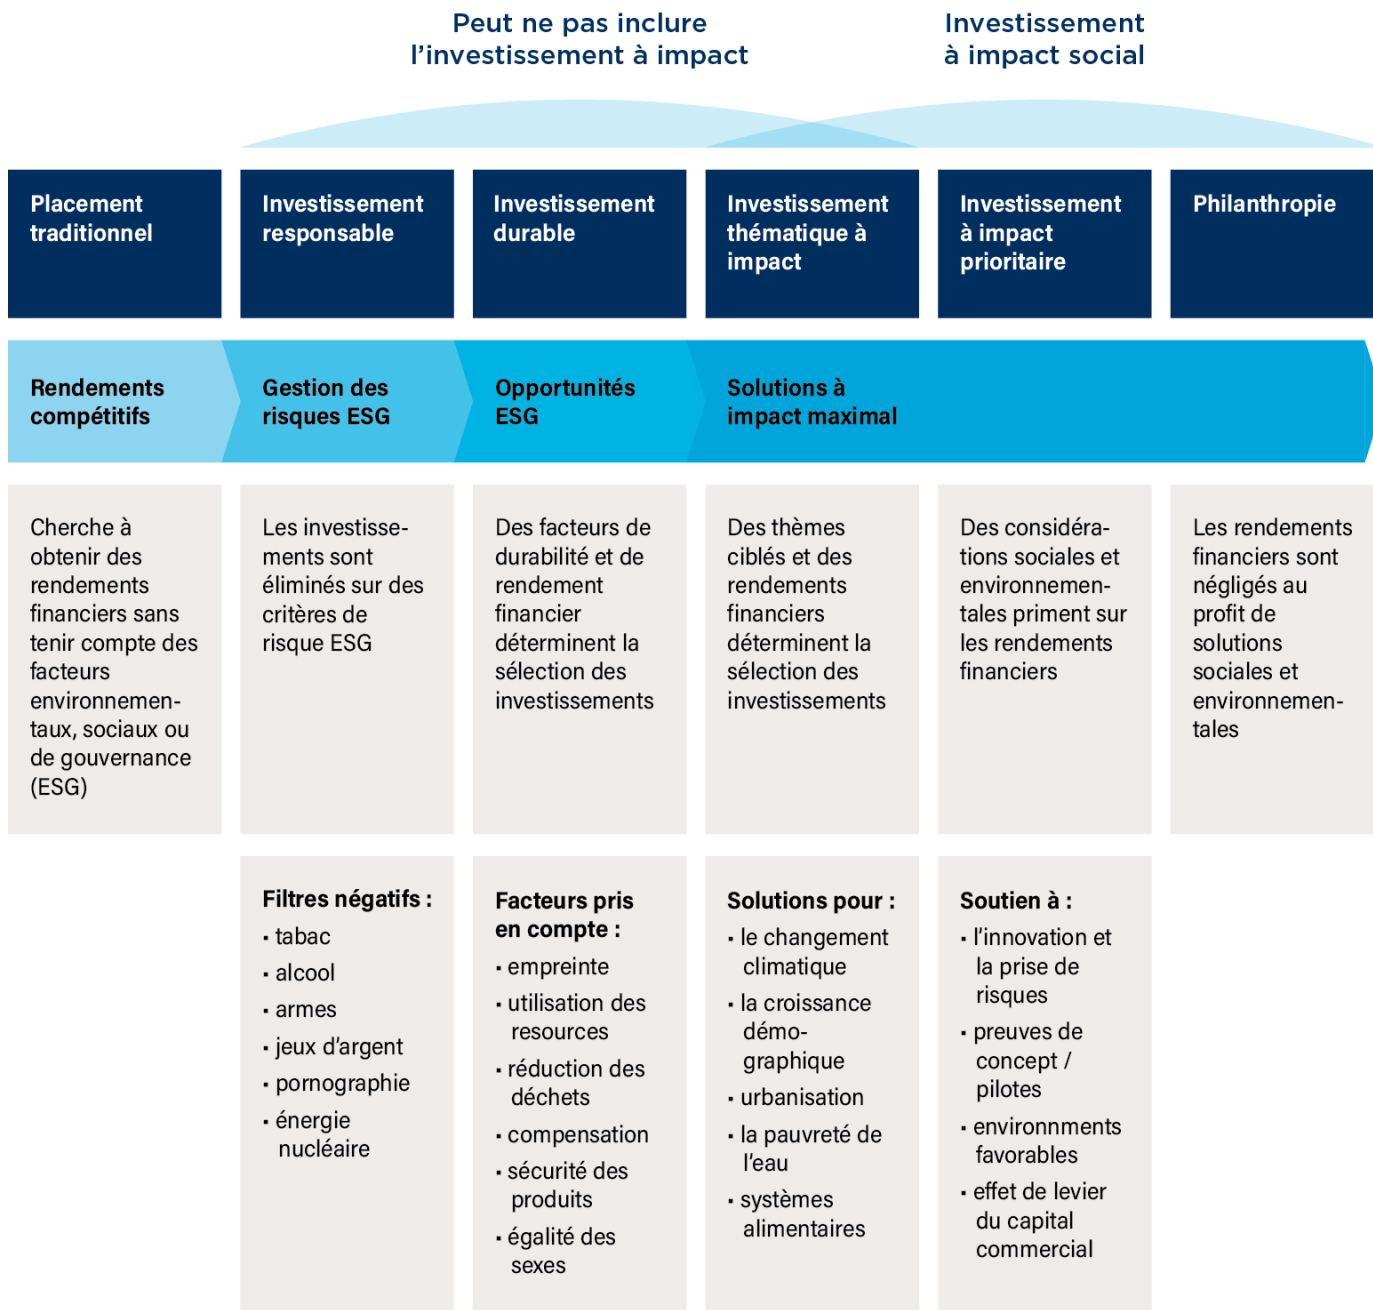 Peut ne pas inclure
l'investissement à impact
Investissement
à impact social
Placement
traditionnel
Investissement
responsable
Investissement
durable
Investissement
thématique à
impact
Investissement
à impact
prioritaire
Philanthropie
Rendements
compétitifs
Gestion des
risques ESG
Opportunités
ESG
Solutions à
impact maximal
Cherche à
obtenir des
rendements
financiers sans
tenir compte des
facteurs
environnemen-
taux, sociaux ou
de gouvernance
(ESG)
Les investisse-
ments sont
éliminés sur des
critères de
risque ESG
Des facteurs de
durabilité et de
rendement
financier
déterminent la
sélection des
investissements
Des thèmes
ciblés et des
rendements
financiers
déterminent la
sélection des
investissements
Des considéra-
tions sociales et
environnemen-
tales priment sur
les rendements
financiers
Les rendements
financiers sont
négligés au
profit de
solutions
sociales et
environnemen-
tales
Filtres négatifs :
· tabac
· alcool
· armes
· jeux d'argent
· pornographie
· énergie
nucléaire
Facteurs pris
en compte :
· empreinte
· utilisation des
resources
· réduction des
déchets
· compensation
· sécurité des
produits
· égalité des
sexes
Solutions pour :
· le changement
climatique
· la croissance
démo-
graphique
· urbanisation
· la pauvreté de
l'eau
· systèmes
alimentaires
Soutien à :
· l'innovation et
la prise de
risques
· preuves de
concept /
pilotes
· environnments
favorables
· effet de levier
du capital
commercial